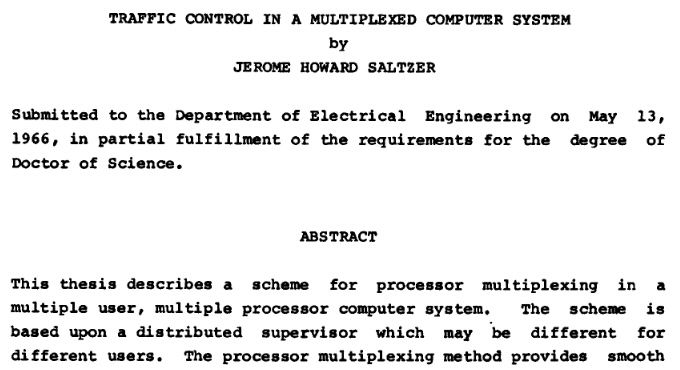 TRAFFIC CONTROL IN A MULTIPLEXED COMPUTER SYSTEM
by
JEROME HOWARD SALTZER
Submitted to the Department of Electrical Engineering on May 13,
1966, in partial fulfillment of the requirements for the degree of
Doctor of Science.
ABSTRACT
This thesis describes a scheme for processor multiplexing in a
multiple user, multiple processor computer system. The scheme is
based upon a distributed supervisor which may be different for
different users. The processor multiplexing method provides smooth